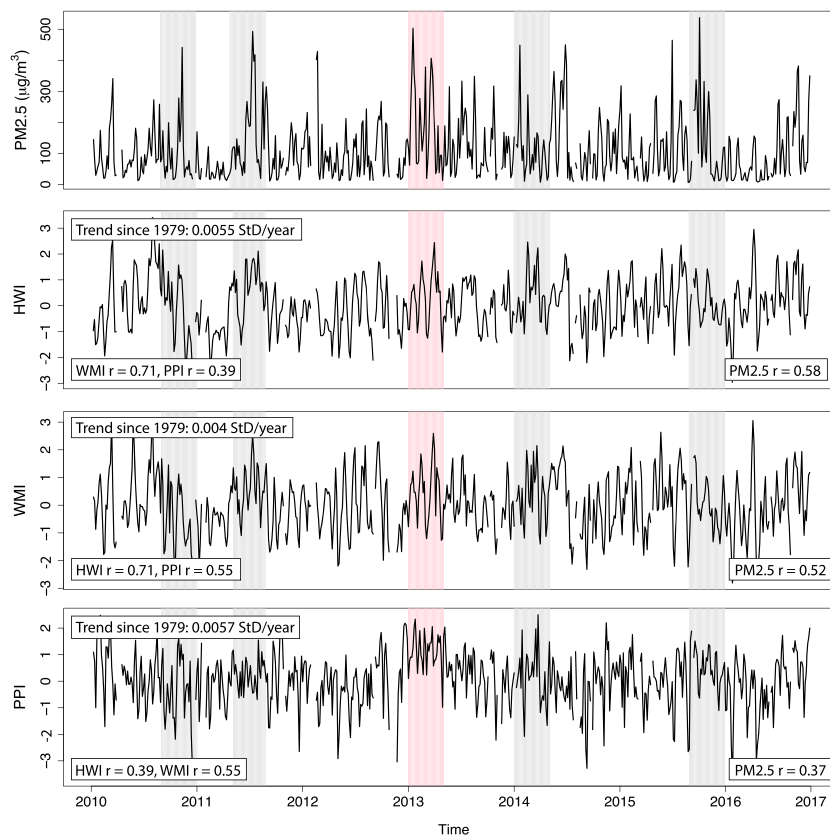 PM2.5 (μg/m³)
500
300
100
0
HWI
3
2
1
0
−1
−2
−3
Trend since 1979: 0.0055 StD/year
WMI r = 0.71, PPI r = 0.39
PM2.5 r = 0.58
WMI
3
2
1
0
−1
−2
−3
Trend since 1979: 0.004 StD/year
HWI r = 0.71, PPI r = 0.55
PM2.5 r = 0.52
PPI
2
1
0
−1
−2
−3
Trend since 1979: 0.0057 StD/year
HWI r = 0.39, WMI r = 0.55
PM2.5 r = 0.37
2010 2011 2012 2013 2014 2015 2016 2017
Time